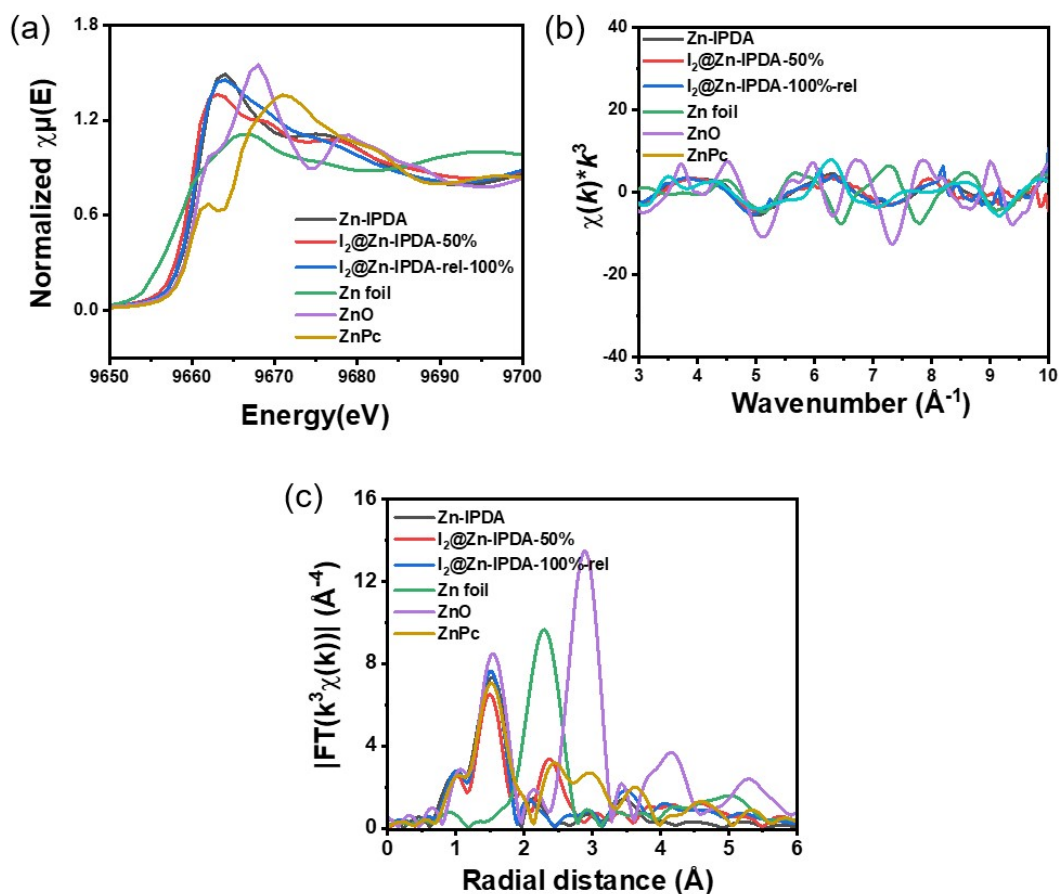 (a)
Normalized χμ(E)
1.8
1.2
0.6
0.0
Zn-IPDA
I₂@Zn-IPDA-50%
I₂@Zn-IPDA-rel-100%
Zn foil
ZnO
ZnPc
9650 9660 9670 9680 9690 9700
Energy(eV)
(b)
χ(k)*k³
40
20
0
-20
-40
Zn-IPDA
I₂@Zn-IPDA-50%
I₂@Zn-IPDA-100%-rel
Zn foil
ZnO
ZnPc
3 4 5 6 7 8 9 10
Wavenumber (Å⁻¹)
(c)
|FT(k³χ(k))| (Å⁻⁴)
16
12
8
4
0
Zn-IPDA
I₂@Zn-IPDA-50%
I₂@Zn-IPDA-100%-rel
Zn foil
ZnO
ZnPc
0 1 2 3 4 5 6
Radial distance (Å)